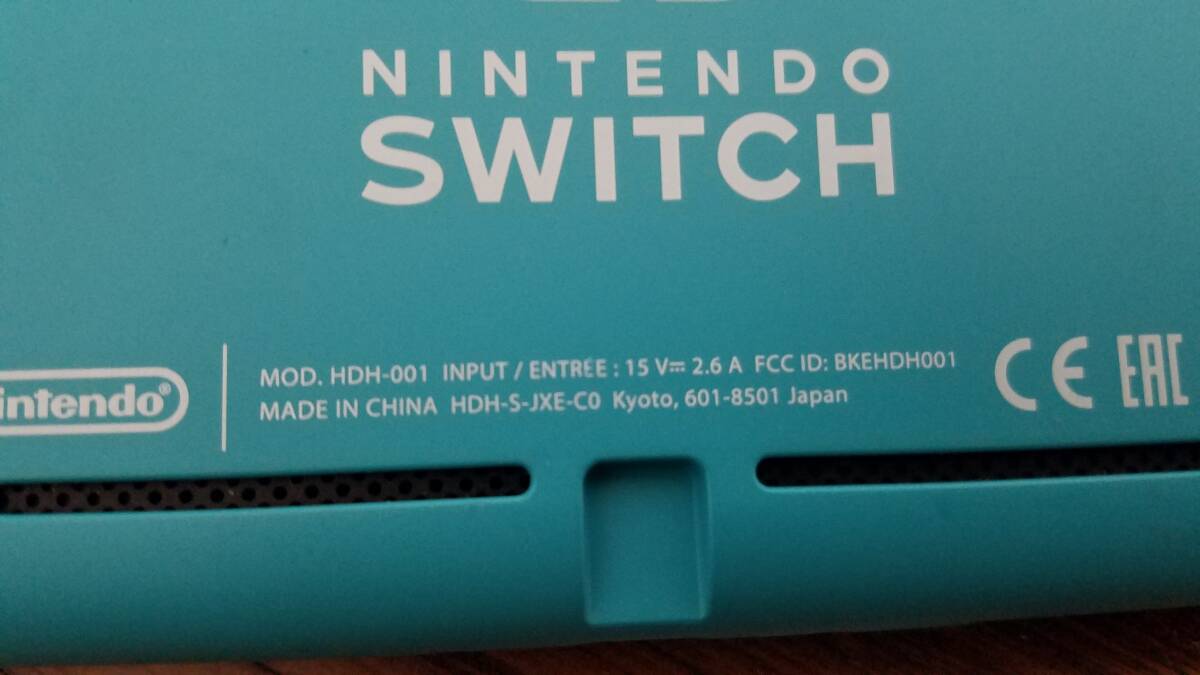 NINTENDO
SWITCH
Nintendo®
MOD. HDH-001 INPUT / ENTRÉE : 15 V⎓ 2.6 A FCC ID: BKEHDH001
MADE IN CHINA HDH-S-JXE-C0 Kyoto, 601-8501 Japan
CE EAC